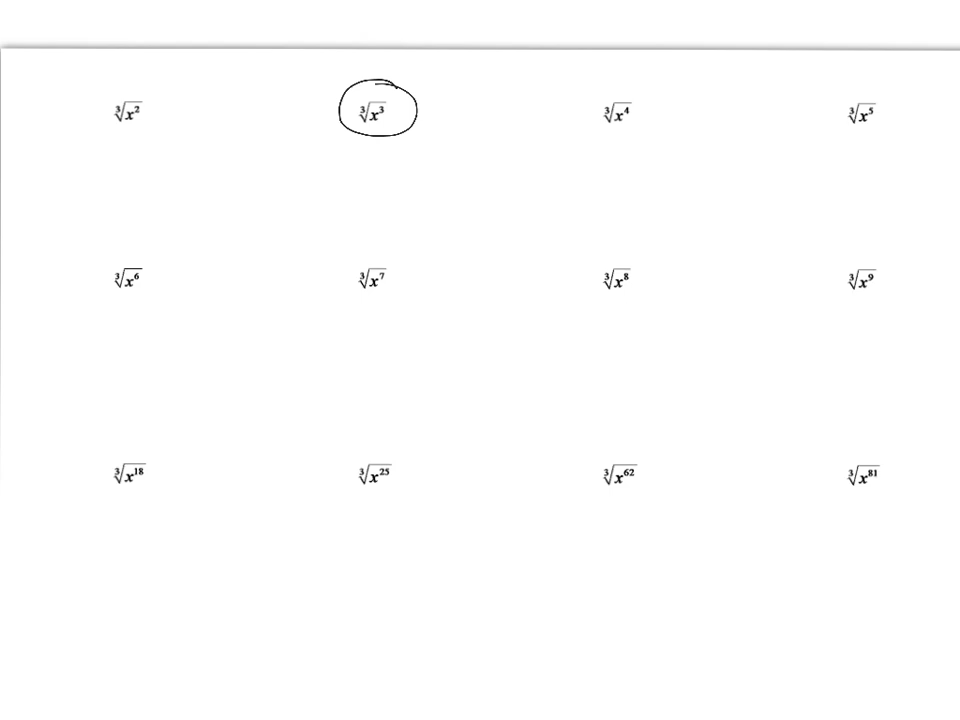 ∛x² ∛x³ ∛x⁴ ∛x⁵
∛x⁶ ∛x⁷ ∛x⁸ ∛x⁹
∛x¹⁸ ∛x²⁵ ∛x⁶² ∛x⁸¹